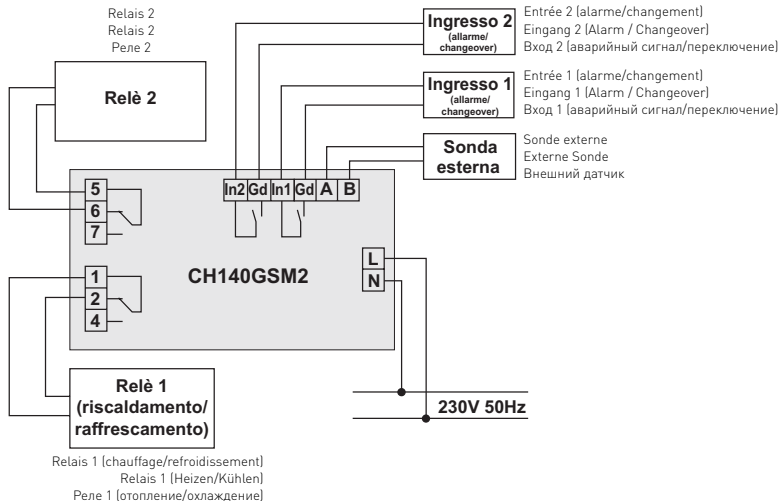 Relais 2
Relais 2
Реле 2
Relè 2
Ingresso 2
(allarme/
changeover)
Entrée 2 (alarme/changement)
Eingang 2 (Alarm / Changeover)
Вход 2 (аварийный сигнал/переключение)
Ingresso 1
(allarme/
changeover)
Entrée 1 (alarme/changement)
Eingang 1 (Alarm / Changeover)
Вход 1 (аварийный сигнал/переключение)
Sonda
esterna
Sonde externe
Externe Sonde
Внешний датчик
In2 Gd In1 Gd A B
5
6
7
1
2
4
CH140GSM2
L
N
Relè 1
(riscaldamento/
raffrescamento)
230V 50Hz
Relais 1 (chauffage/refroidissement)
Relais 1 (Heizen/Kühlen)
Реле 1 (отопление/охлаждение)